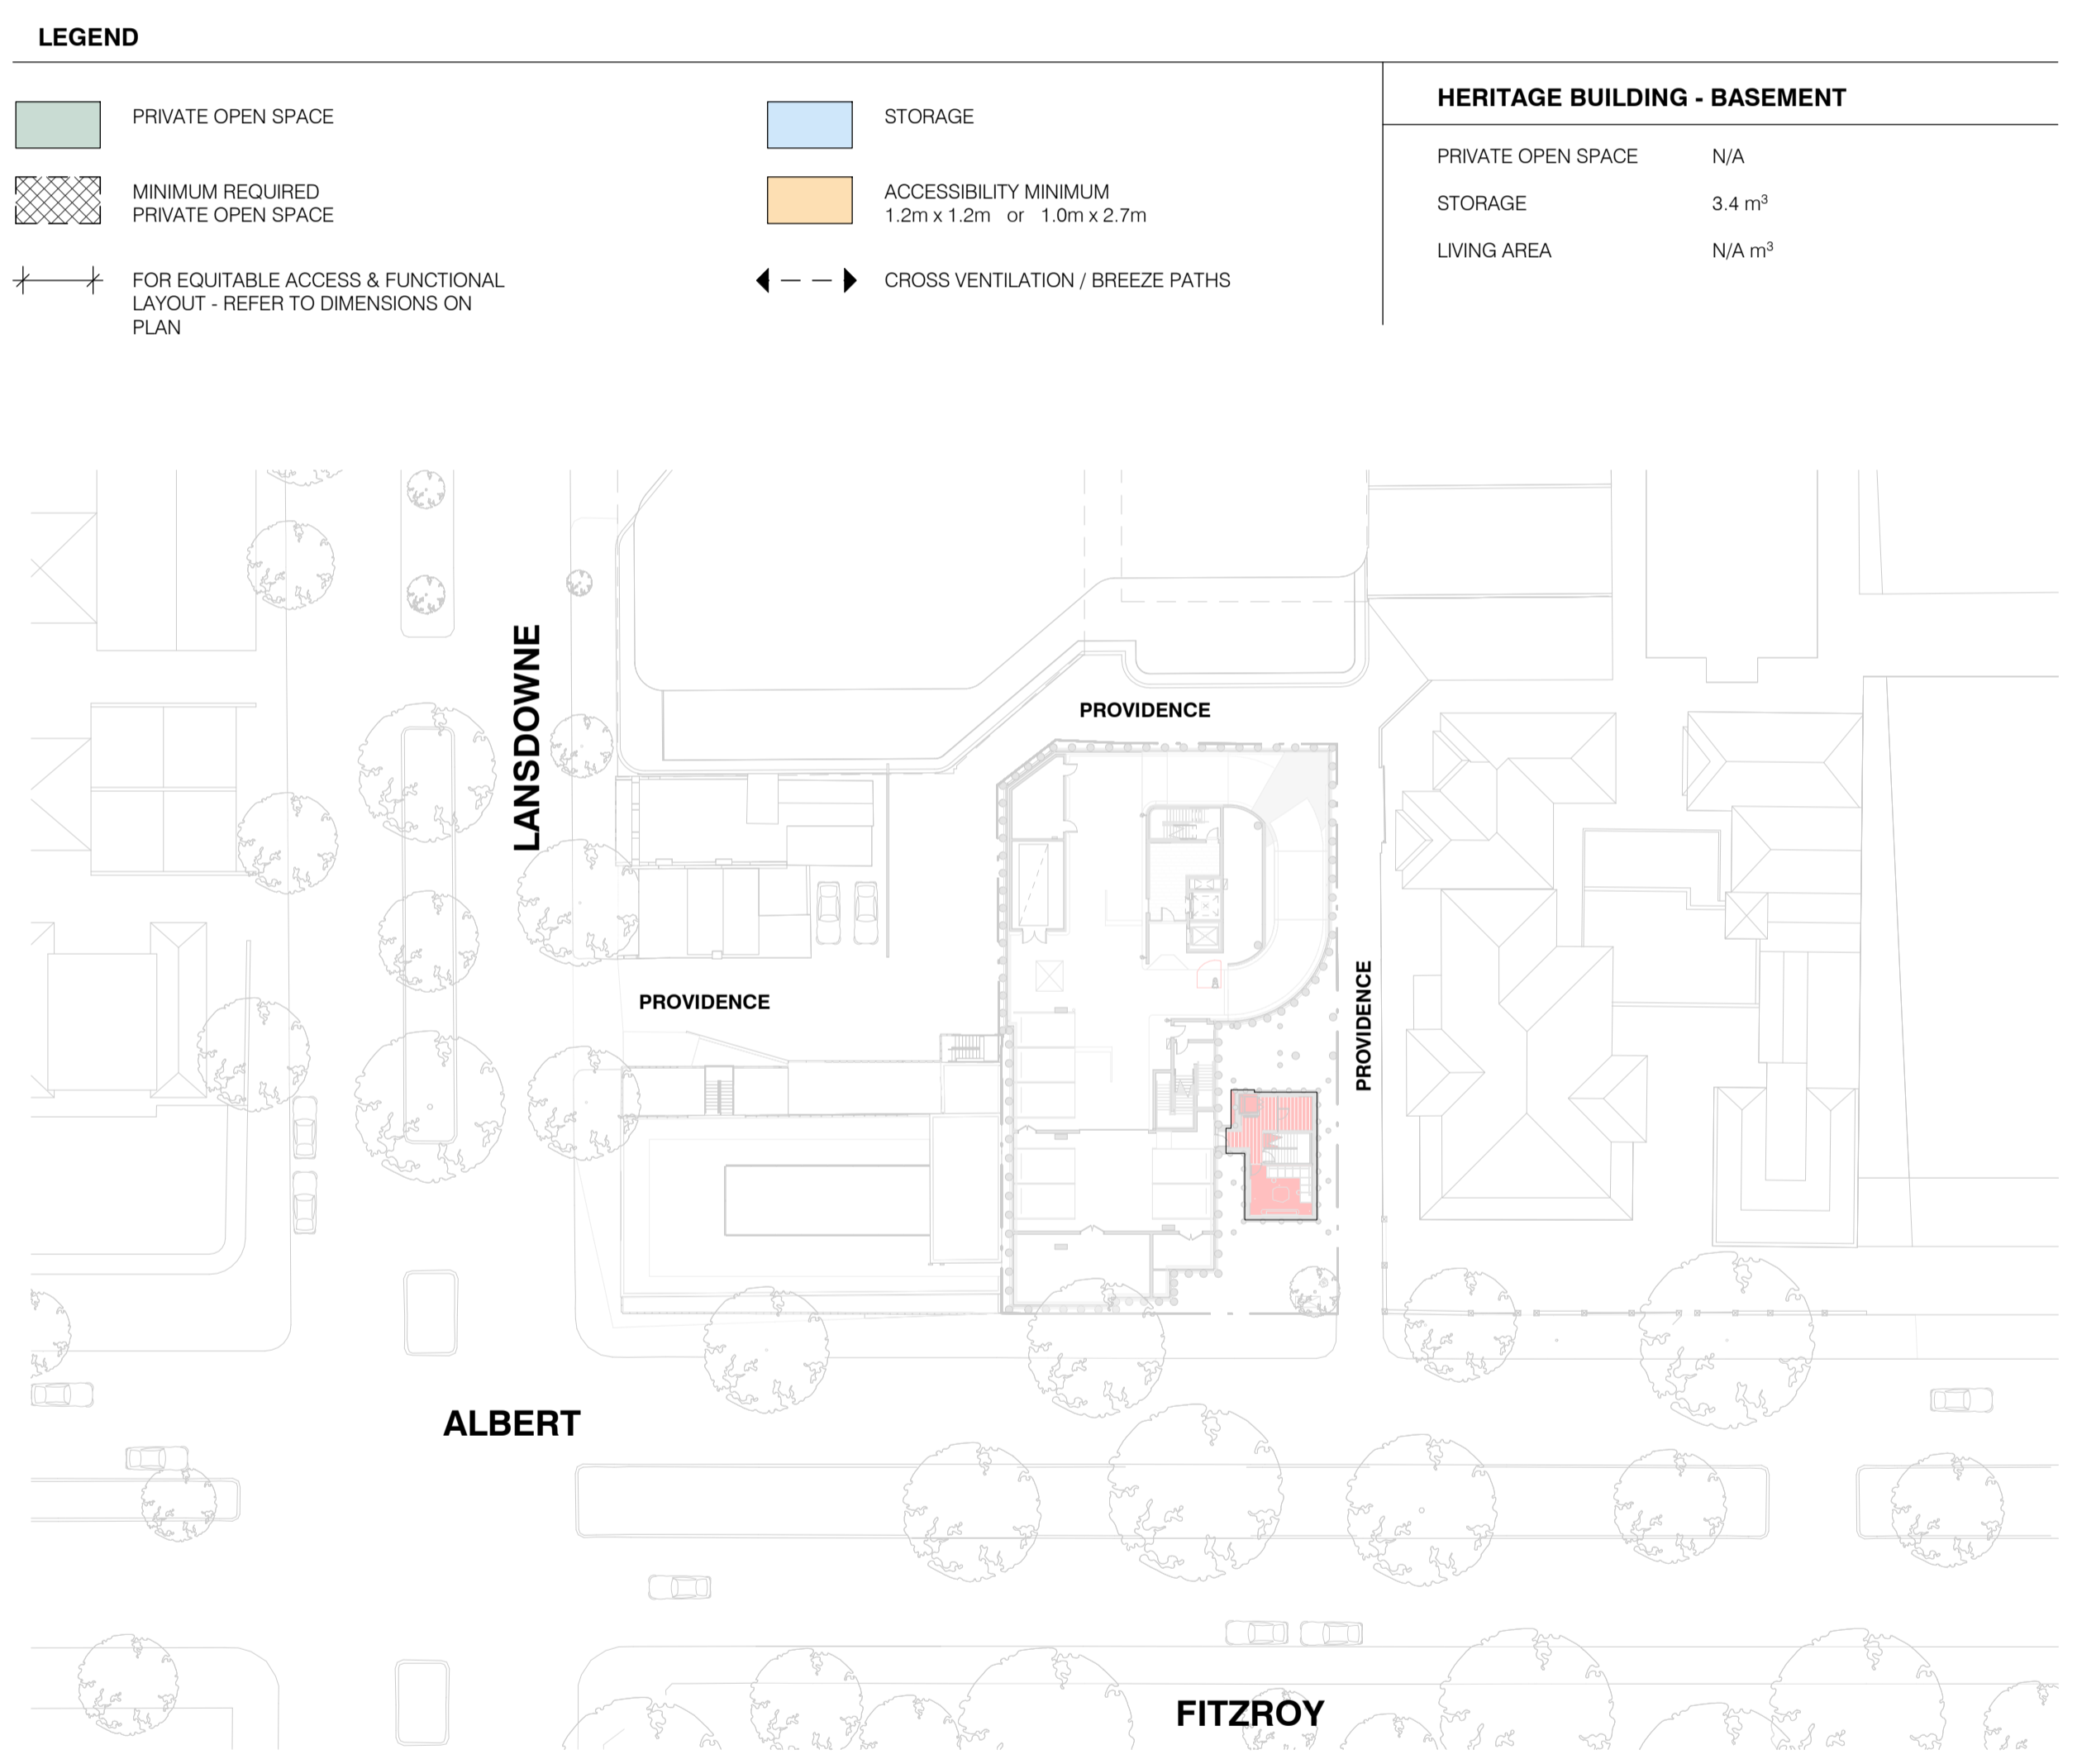 LEGEND
PRIVATE OPEN SPACE
MINIMUM REQUIRED
PRIVATE OPEN SPACE
FOR EQUITABLE ACCESS & FUNCTIONAL
LAYOUT - REFER TO DIMENSIONS ON
PLAN
STORAGE
ACCESSIBILITY MINIMUM
1.2m x 1.2m or 1.0m x 2.7m
CROSS VENTILATION / BREEZE PATHS
HERITAGE BUILDING - BASEMENT
PRIVATE OPEN SPACE N/A
STORAGE 3.4 m³
LIVING AREA N/A m³
LANSDOWNE
PROVIDENCE
PROVIDENCE
PROVIDENCE
ALBERT
FITZROY